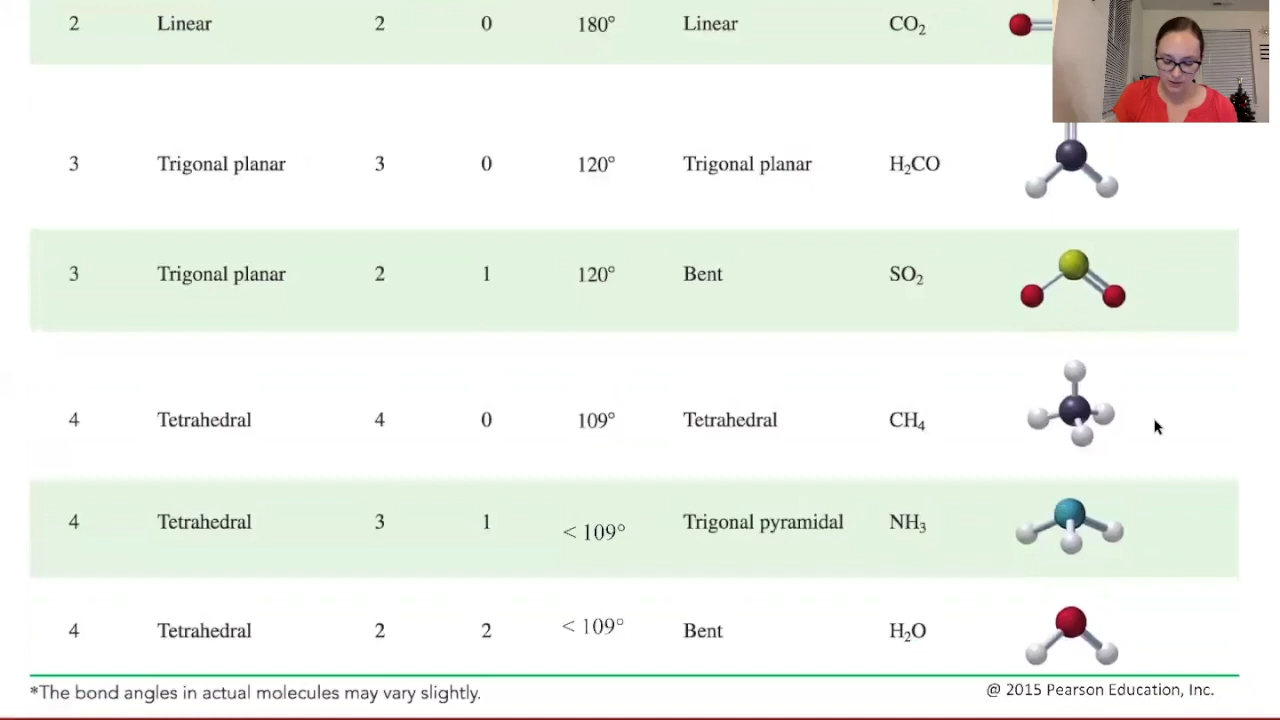 2 Linear 2 0 180° Linear CO₂
3 Trigonal planar 3 0 120° Trigonal planar H₂CO
3 Trigonal planar 2 1 120° Bent SO₂
4 Tetrahedral 4 0 109° Tetrahedral CH₄
4 Tetrahedral 3 1 < 109° Trigonal pyramidal NH₃
4 Tetrahedral 2 2 < 109° Bent H₂O
*The bond angles in actual molecules may vary slightly.
@ 2015 Pearson Education, Inc.